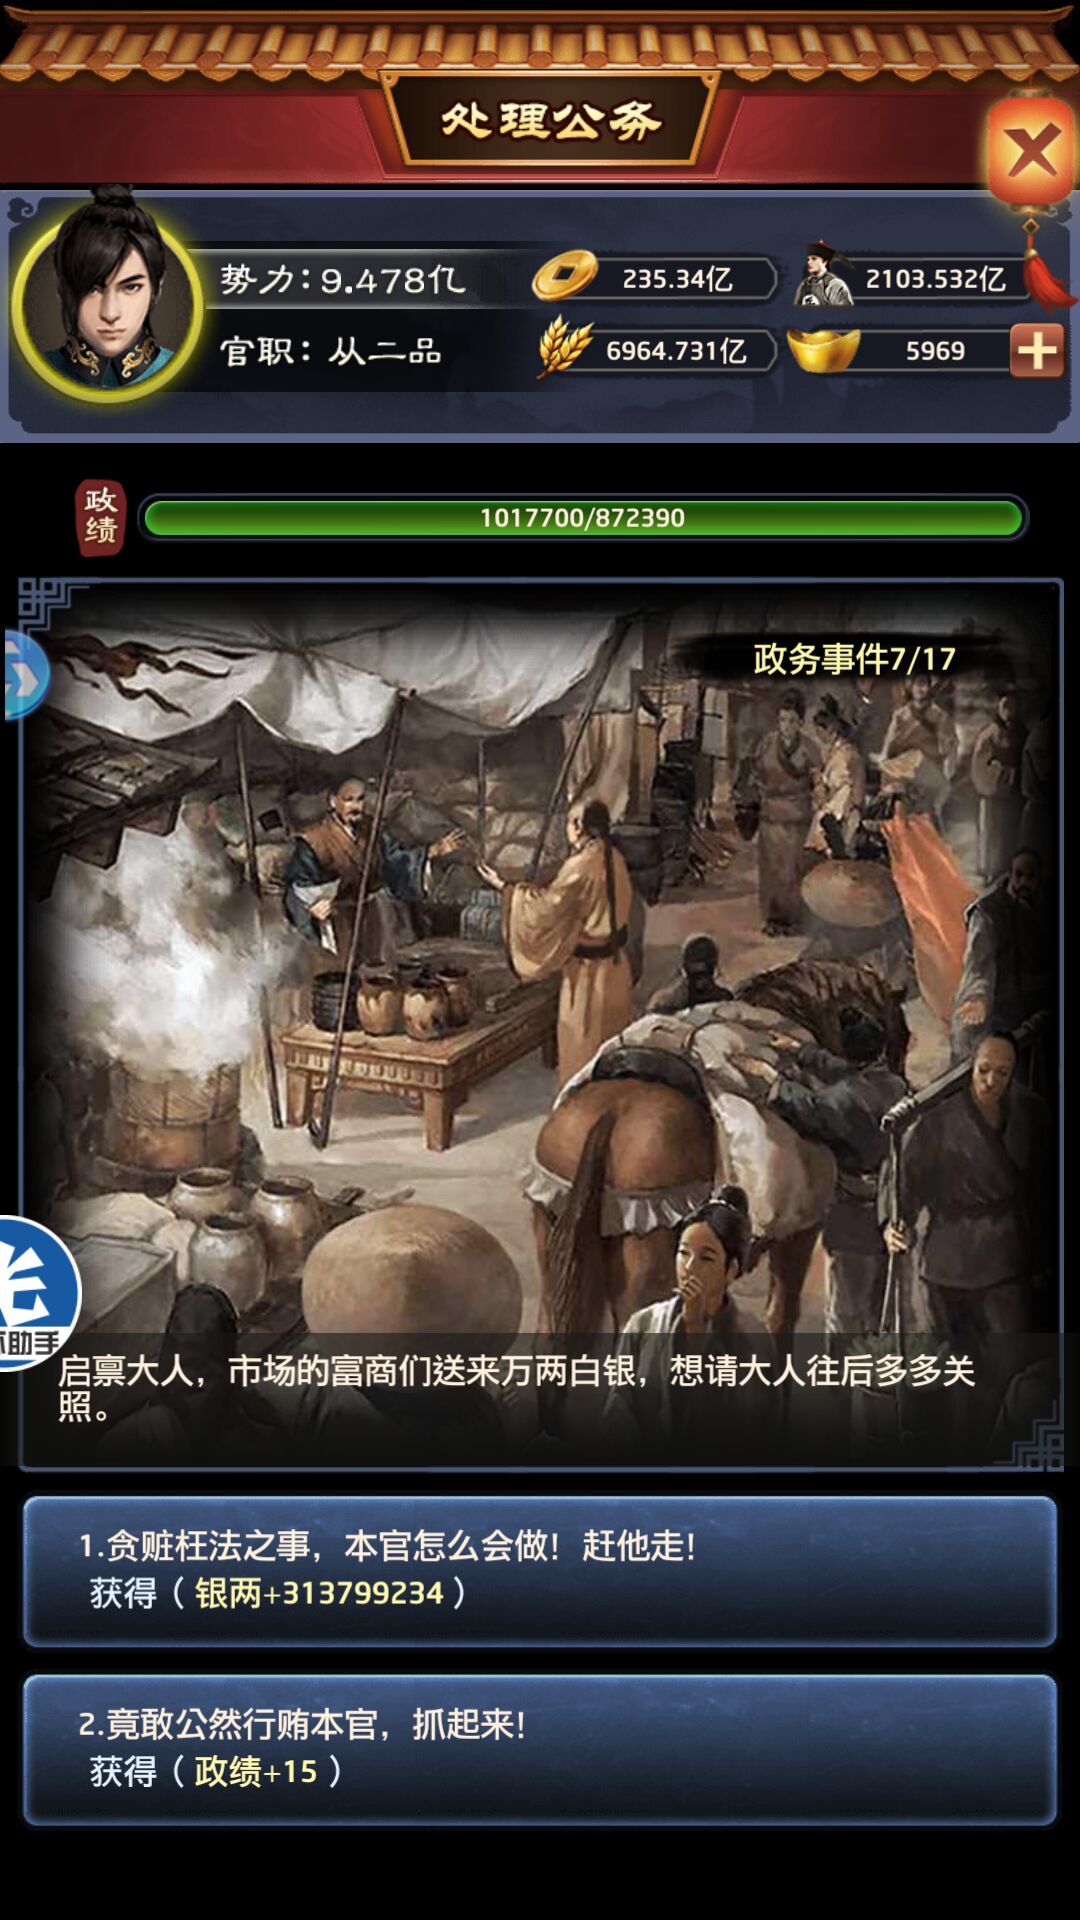 处理公务
势力：9.478亿
235.34亿
2103.532亿
官职：从二品
6964.731亿
5969
政绩
1017700/872390
政务事件7/17
助手
启禀大人，市场的富商们送来万两白银，想请大人往后多多关
照。
1.贪赃枉法之事，本官怎么会做！赶他走！
获得（银两+313799234）
2.竟敢公然行贿本官，抓起来！
获得（政绩+15）